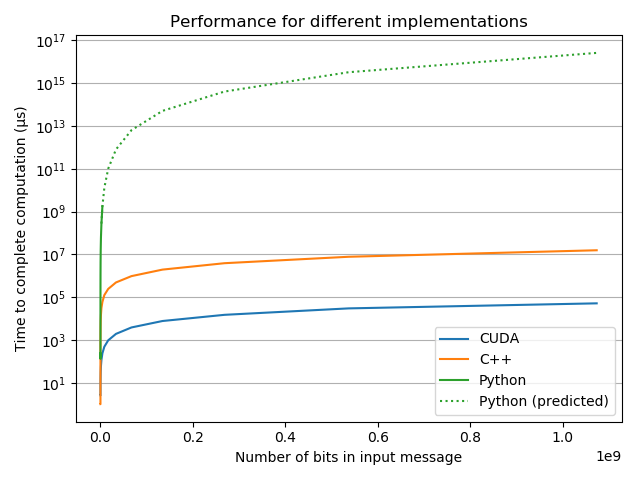 Performance for different implementations
Time to complete computation (µs)
10^17
10^15
10^13
10^11
10^9
10^7
10^5
10^3
10^1
CUDA
C++
Python
Python (predicted)
0.0 0.2 0.4 0.6 0.8 1.0
1e9
Number of bits in input message